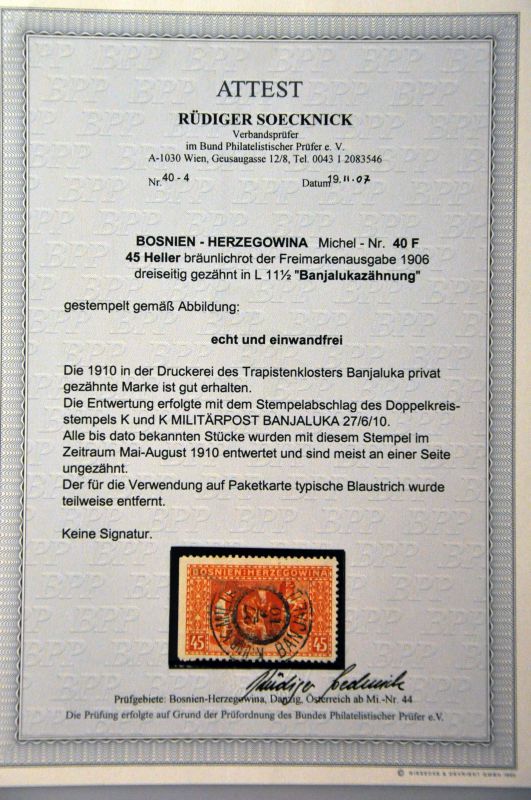 ATTEST
RÜDIGER SOECKNICK
Verbandsprüfer
im Bund Philatelistischer Prüfer e. V.
A-1030 Wien, Geusaugasse 12/8, Tel. 0043 1 2083546
Nr. 40 - 4 Datum 19.11.07
BOSNIEN - HERZEGOWINA Michel - Nr. 40 F
45 Heller bräunlichrot der Freimarkenausgabe 1906
dreiseitig gezähnt in L 11½ "Banjalukazähnung"
gestempelt gemäß Abbildung:
echt und einwandfrei
Die 1910 in der Druckerei des Trapistenklosters Banjaluka privat
gezähnte Marke ist gut erhalten.
Die Entwertung erfolgte mit dem Stempelabschlag des Doppelkreis-
stempels K und K MILITÄRPOST BANJALUKA 27/6/10.
Alle bis dato bekannten Stücke wurden mit diesem Stempel im
Zeitraum Mai-August 1910 entwertet und sind meist an einer Seite
ungezähnt.
Der für die Verwendung auf Paketkarte typische Blaustrich wurde
teilweise entfernt.
Keine Signatur.
BOSNIEN-HERZEGOWINA
45 45
BANJAL
Rüdiger Soecknick
Prüfgebiete: Bosnien-Herzegowina, Danzig, Österreich ab Mi.-Nr. 44
Die Prüfung erfolgte auf Grund der Prüfordnung des Bundes Philatelistischer Prüfer e.V.